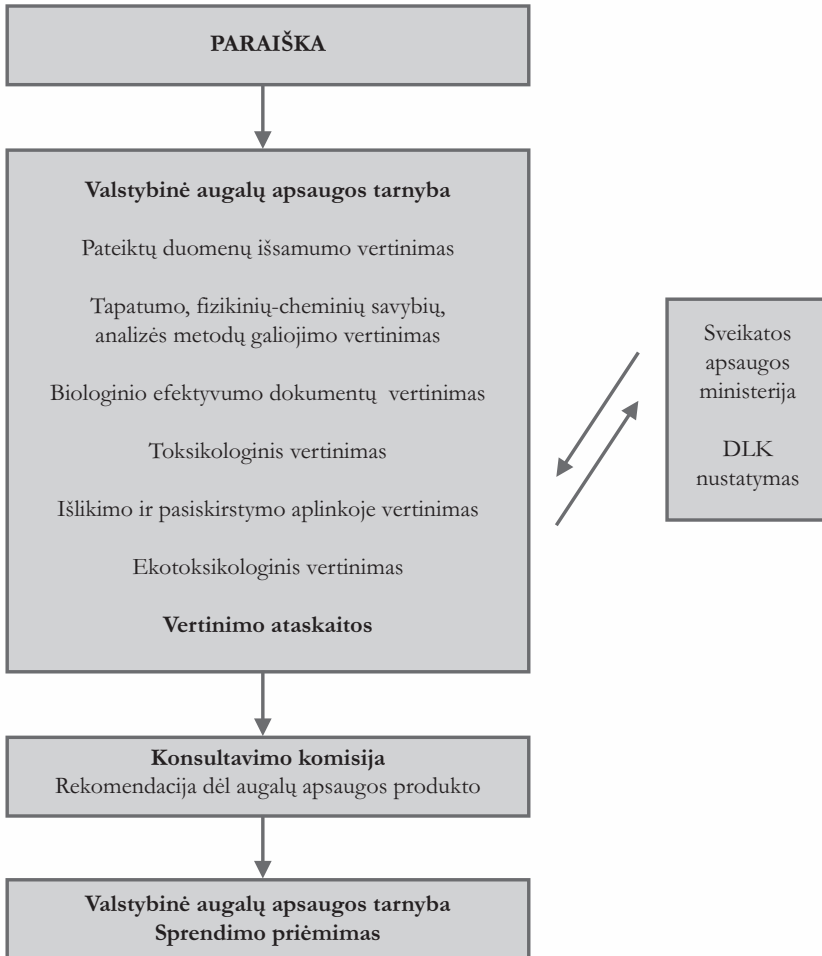 PARAIŠKA
Valstybinė augalų apsaugos tarnyba
Pateiktų duomenų išsamumo vertinimas
Tapatumo, fizikinių-cheminių savybių,
analizės metodų galiojimo vertinimas
Biologinio efektyvumo dokumentų vertinimas
Toksikologinis vertinimas
Išlikimo ir pasiskirstymo aplinkoje vertinimas
Ekotoksikologinis vertinimas
Vertinimo ataskaitos
Sveikatos
apsaugos
ministerija
DLK
nustatymas
Konsultavimo komisija
Rekomendacija dėl augalų apsaugos produkto
Valstybinė augalų apsaugos tarnyba
Sprendimo priėmimas